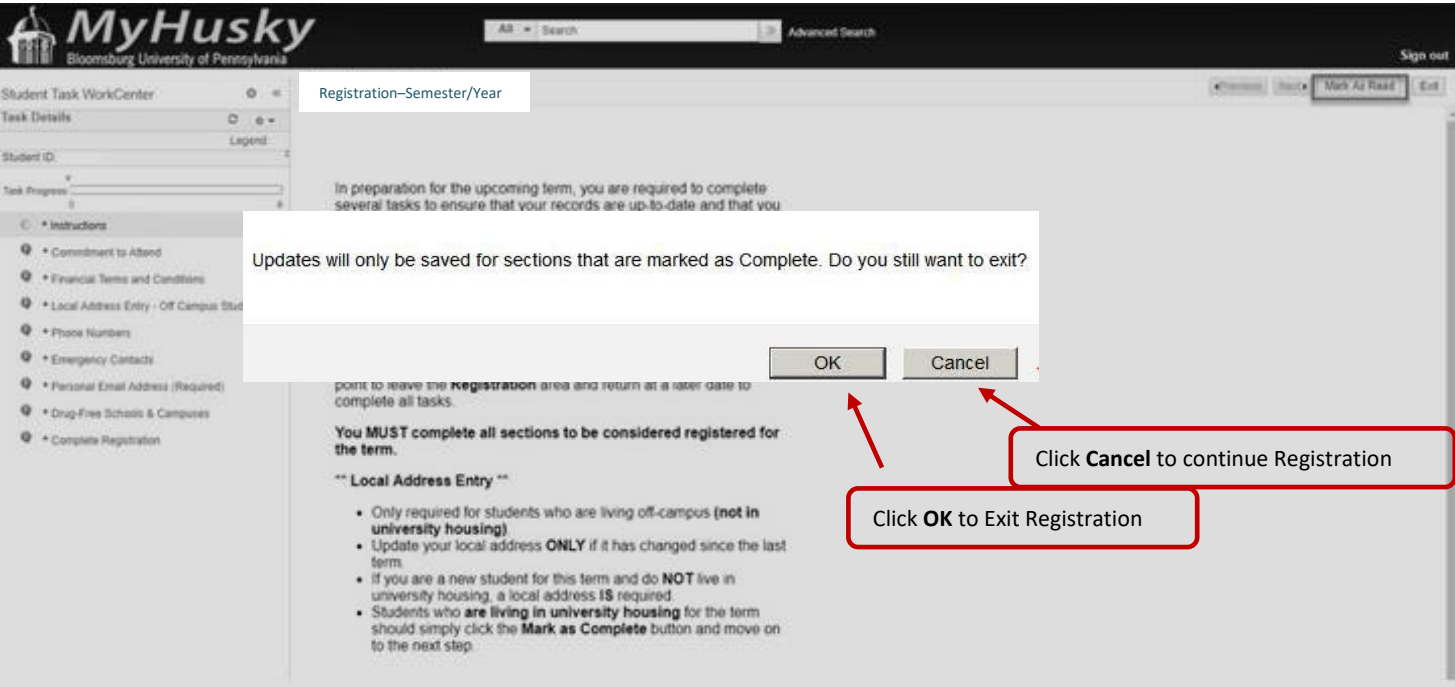 MyHusky
Bloomsburg University of Pennsylvania
All Search Advanced Search
Sign out
Student Task WorkCenter
Registration–Semester/Year
Previous Next Mark As Read Exit
Task Details
Legend
Student ID:
Task Progress:
* Instructions
* Commitment to Attend
* Financial Terms and Conditions
* Local Address Entry - Off Campus Stud
* Phone Numbers
* Emergency Contacts
* Personal Email Address (Required)
* Drug-Free Schools & Campuses
* Complete Registration
In preparation for the upcoming term, you are required to complete
several tasks to ensure that your records are up-to-date and that you
Updates will only be saved for sections that are marked as Complete. Do you still want to exit?
OK Cancel
point to leave the Registration area and return at a later date to
complete all tasks.
You MUST complete all sections to be considered registered for
the term.
** Local Address Entry **
• Only required for students who are living off-campus (not in
university housing)
• Update your local address ONLY if it has changed since the last
term.
• If you are a new student for this term and do NOT live in
university housing, a local address IS required.
• Students who are living in university housing for the term
should simply click the Mark as Complete button and move on
to the next step.
Click Cancel to continue Registration
Click OK to Exit Registration